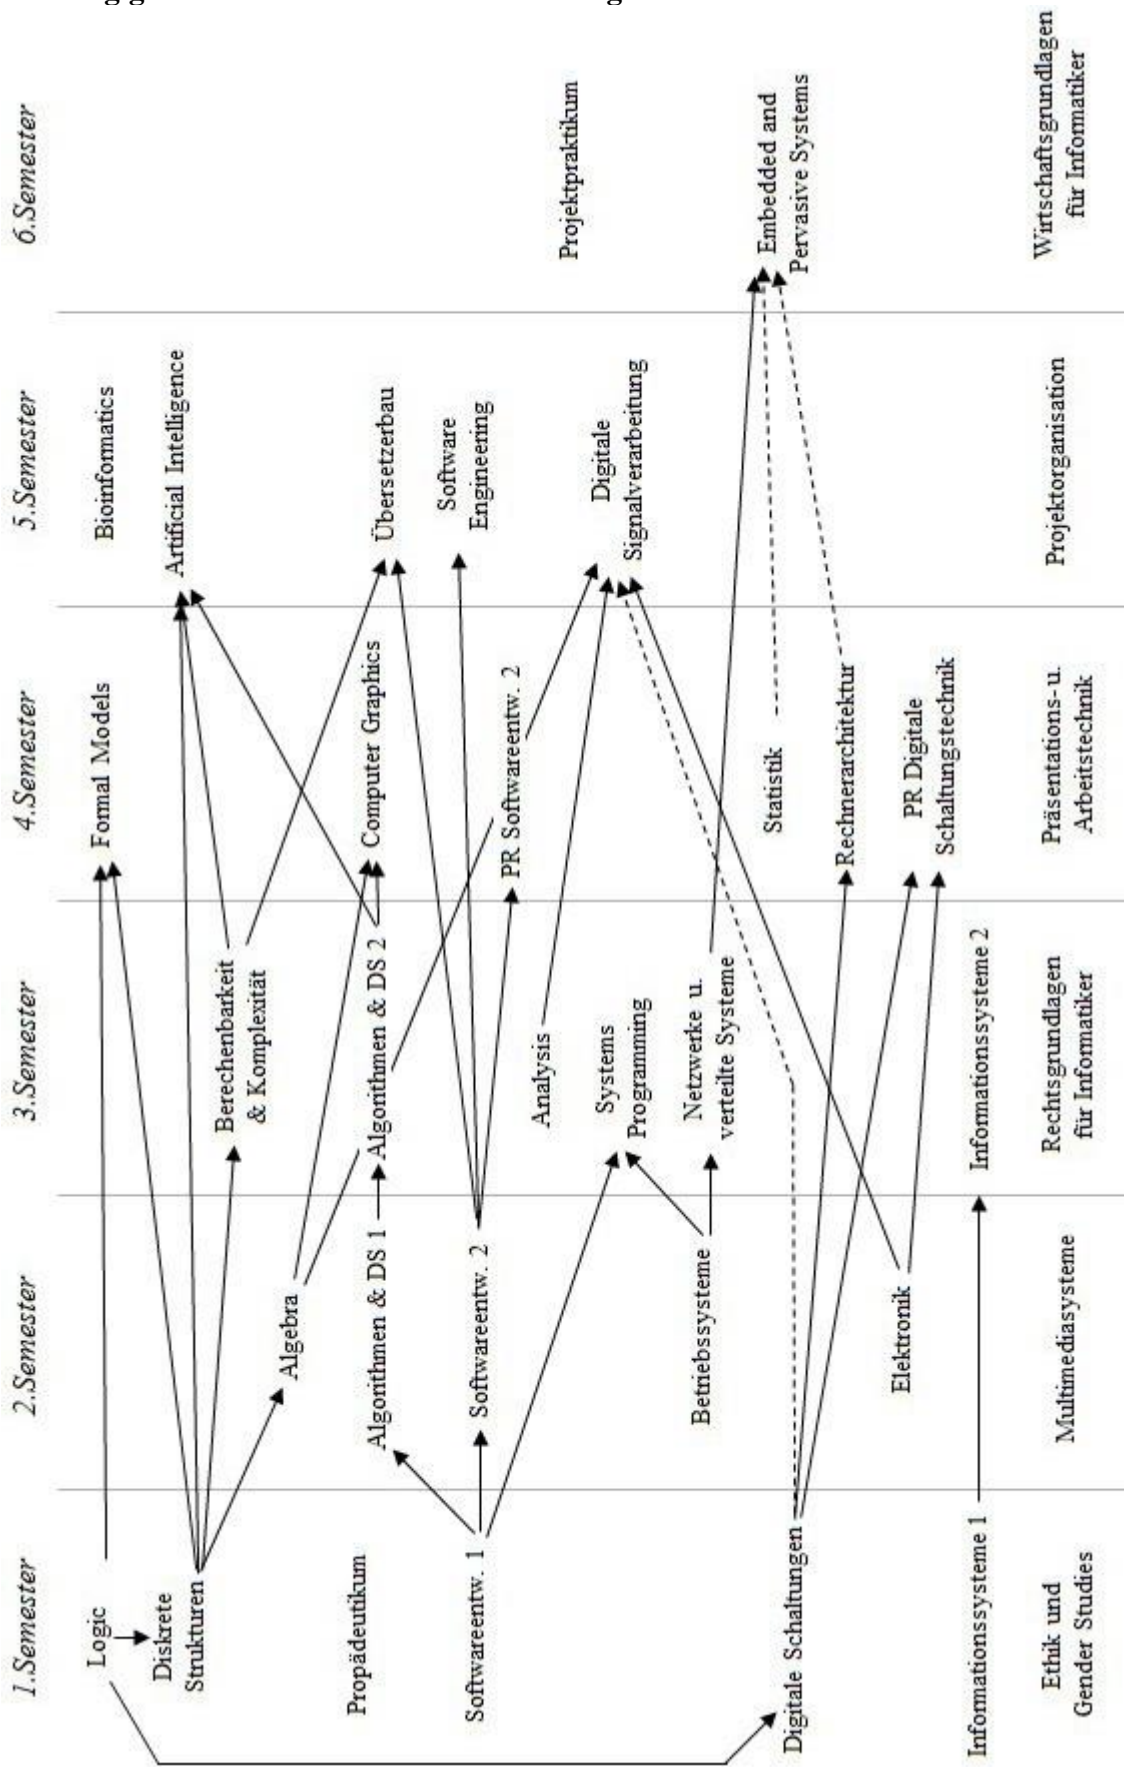 1.Semester
2.Semester
3.Semester
4.Semester
5.Semester
6.Semester
Logic
Diskrete
Strukturen
Propädeutikum
Softwareentw. 1
Digitale Schaltungen
Informationssysteme 1
Ethik und
Gender Studies
Algebra
Algorithmen & DS 1
Softwareentw. 2
Betriebssysteme
Elektronik
Multimediasysteme
Berechenbarkeit
& Komplexität
Algorithmen & DS 2
Analysis
Systems
Programming
Netzwerke u.
verteilte Systeme
Informationssysteme 2
Rechtsgrundlagen
für Informatiker
Formal Models
Computer Graphics
PR Softwareentw. 2
Statistik
Rechnerarchitektur
PR Digitale
Schaltungstechnik
Präsentations- u.
Arbeitstechnik
Bioinformatics
Artificial Intelligence
Übersetzerbau
Software
Engineering
Digitale
Signalverarbeitung
Projektorganisation
Projektpraktikum
Embedded and
Pervasive Systems
Wirtschaftsgrundlagen
für Informatiker